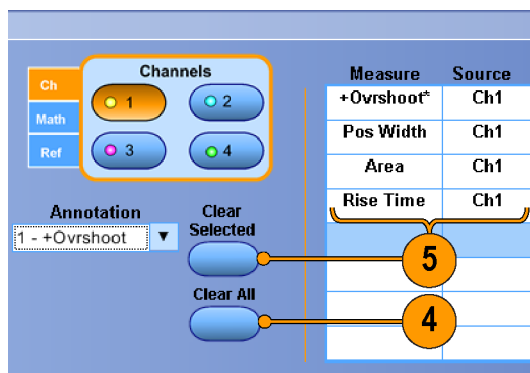 Ch
Math
Ref
Channels
1
2
3
4
Annotation
1 - +Ovrshoot
Clear
Selected
Clear All
Measure Source
+Ovrshoot* Ch1
Pos Width Ch1
Area Ch1
Rise Time Ch1
5
4